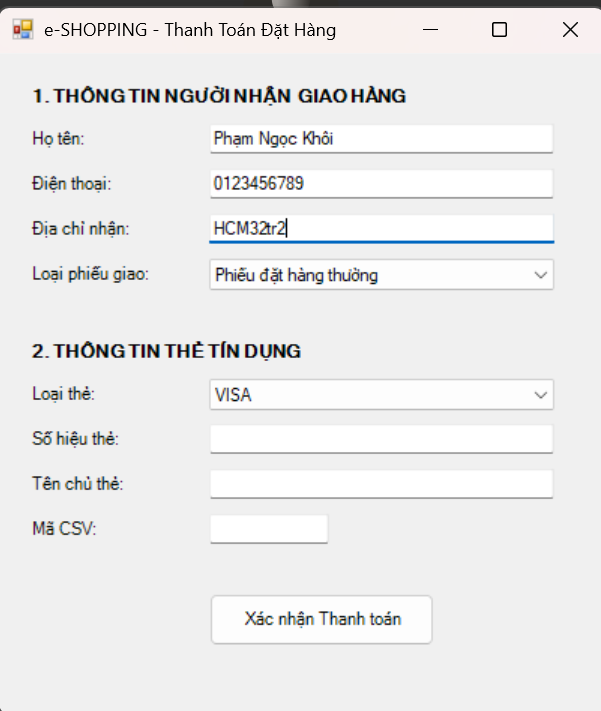 e-SHOPPING - Thanh Toán Đặt Hàng
1. THÔNG TIN NGƯỜI NHẬN GIAO HÀNG
Họ tên: Phạm Ngọc Khôi
Điện thoại: 0123456789
Địa chỉ nhận: HCM32tr2
Loại phiếu giao: Phiếu đặt hàng thường
2. THÔNG TIN THẺ TÍN DỤNG
Loại thẻ: VISA
Số hiệu thẻ:
Tên chủ thẻ:
Mã CSV:
Xác nhận Thanh toán